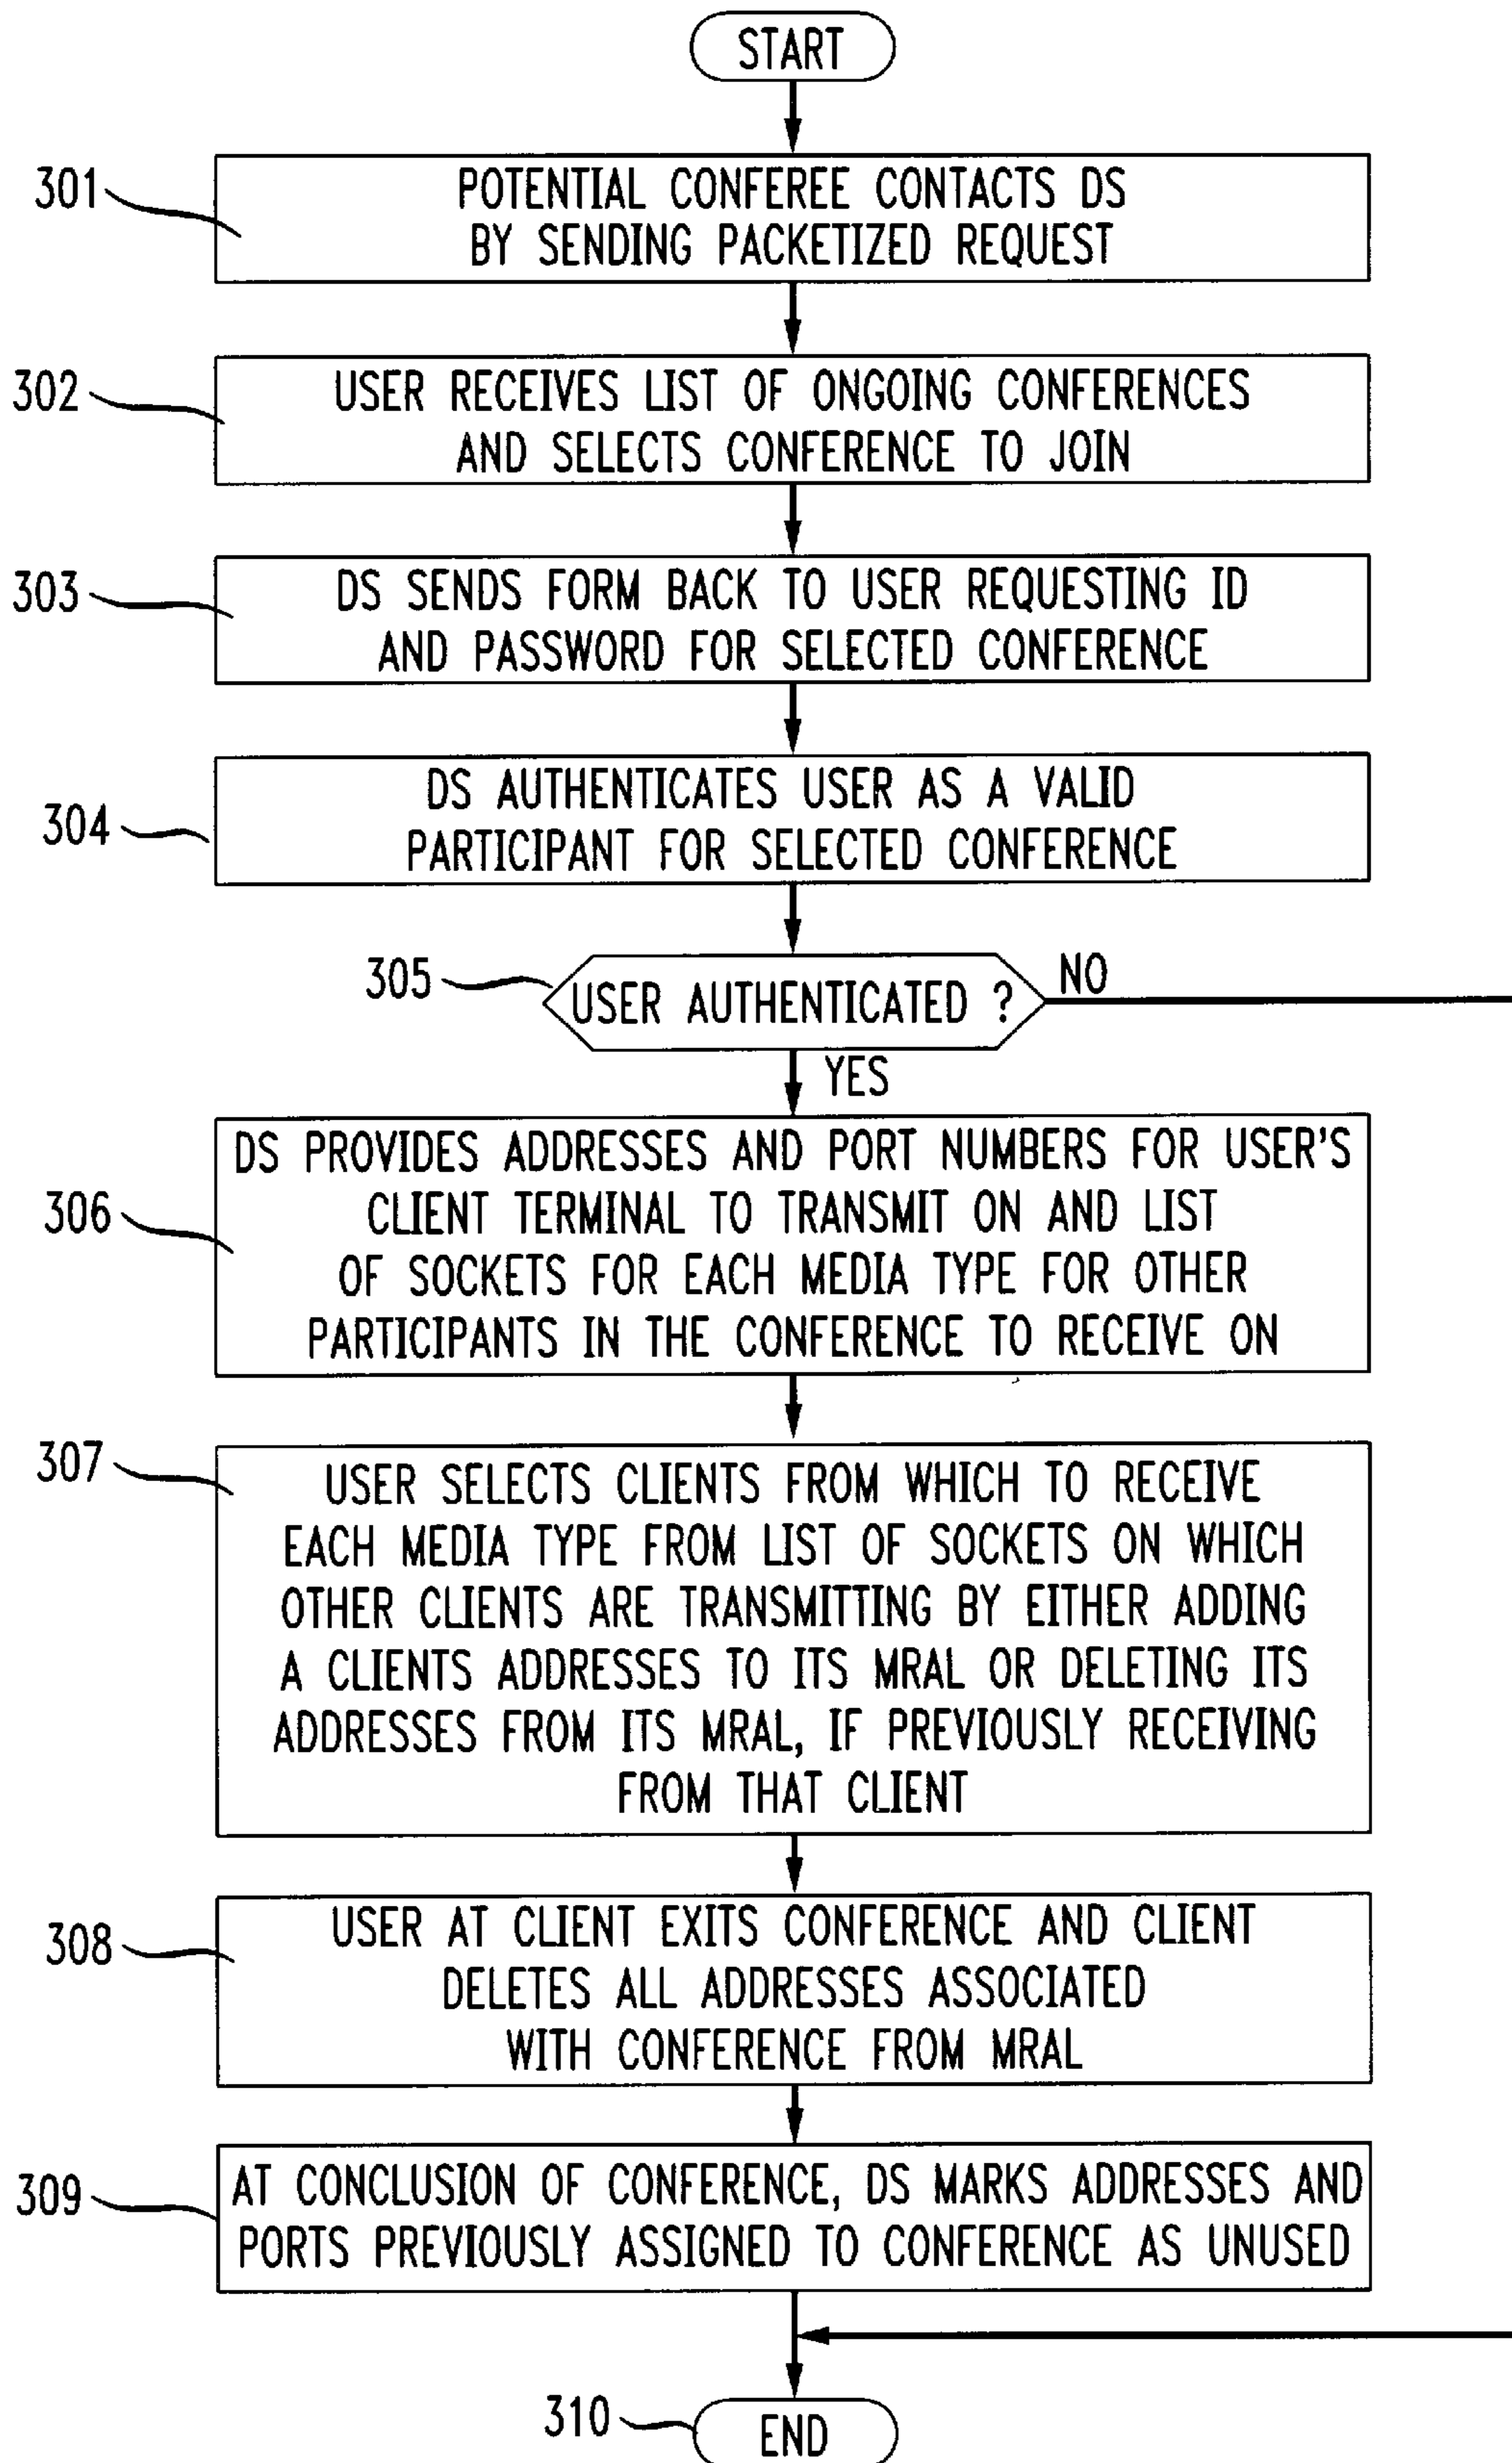 START
301
POTENTIAL CONFEREE CONTACTS DS
BY SENDING PACKETIZED REQUEST
302
USER RECEIVES LIST OF ONGOING CONFERENCES
AND SELECTS CONFERENCE TO JOIN
303
DS SENDS FORM BACK TO USER REQUESTING ID
AND PASSWORD FOR SELECTED CONFERENCE
304
DS AUTHENTICATES USER AS A VALID
PARTICIPANT FOR SELECTED CONFERENCE
305
USER AUTHENTICATED ?
NO
YES
306
DS PROVIDES ADDRESSES AND PORT NUMBERS FOR USER'S
CLIENT TERMINAL TO TRANSMIT ON AND LIST
OF SOCKETS FOR EACH MEDIA TYPE FOR OTHER
PARTICIPANTS IN THE CONFERENCE TO RECEIVE ON
307
USER SELECTS CLIENTS FROM WHICH TO RECEIVE
EACH MEDIA TYPE FROM LIST OF SOCKETS ON WHICH
OTHER CLIENTS ARE TRANSMITTING BY EITHER ADDING
A CLIENTS ADDRESSES TO ITS MRAL OR DELETING ITS
ADDRESSES FROM ITS MRAL, IF PREVIOUSLY RECEIVING
FROM THAT CLIENT
308
USER AT CLIENT EXITS CONFERENCE AND CLIENT
DELETES ALL ADDRESSES ASSOCIATED
WITH CONFERENCE FROM MRAL
309
AT CONCLUSION OF CONFERENCE, DS MARKS ADDRESSES AND
PORTS PREVIOUSLY ASSIGNED TO CONFERENCE AS UNUSED
310
END